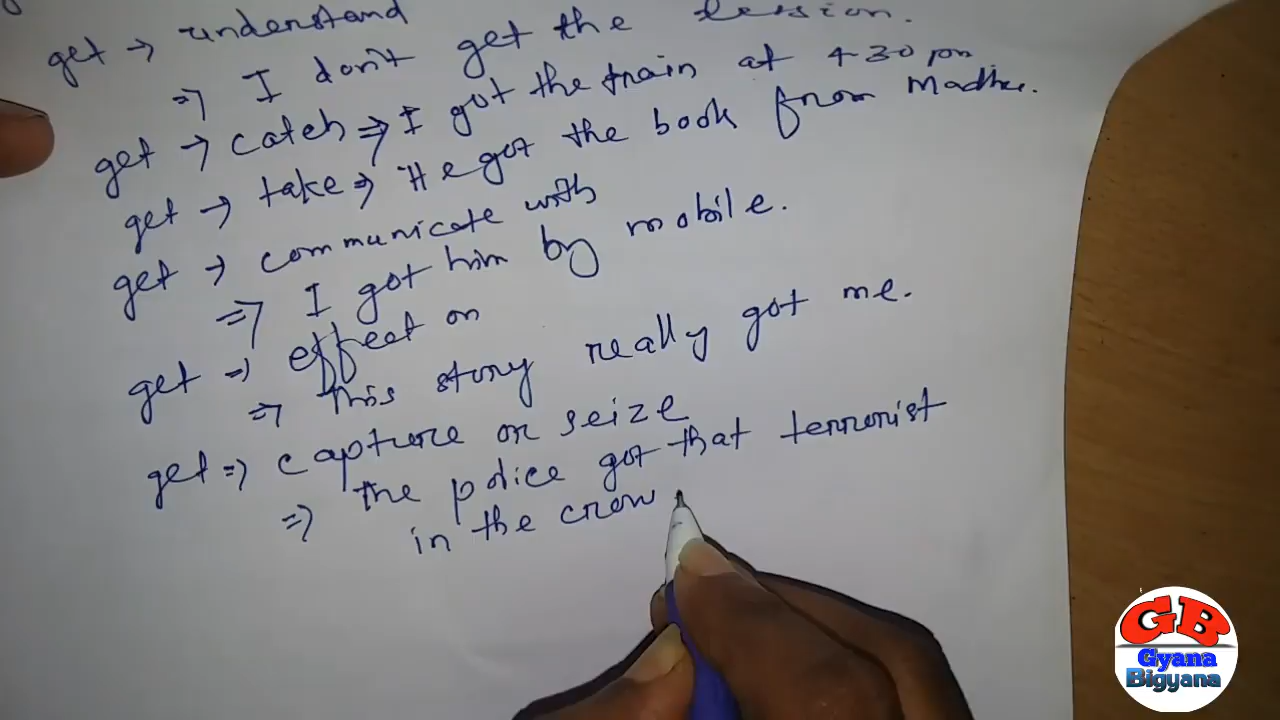 get → understand
⇒ I don't get the lession.
get → catch ⇒ I got the train at 4 30 pm
get → take ⇒ He got the book from Madhu.
get → communicate with
⇒ I got him by mobile.
get ⇒ effect on
⇒ This story really got me.
get ⇒ capture or seize
⇒ the police got that terrorist
in the crow
GB
Gyana
Bigyana